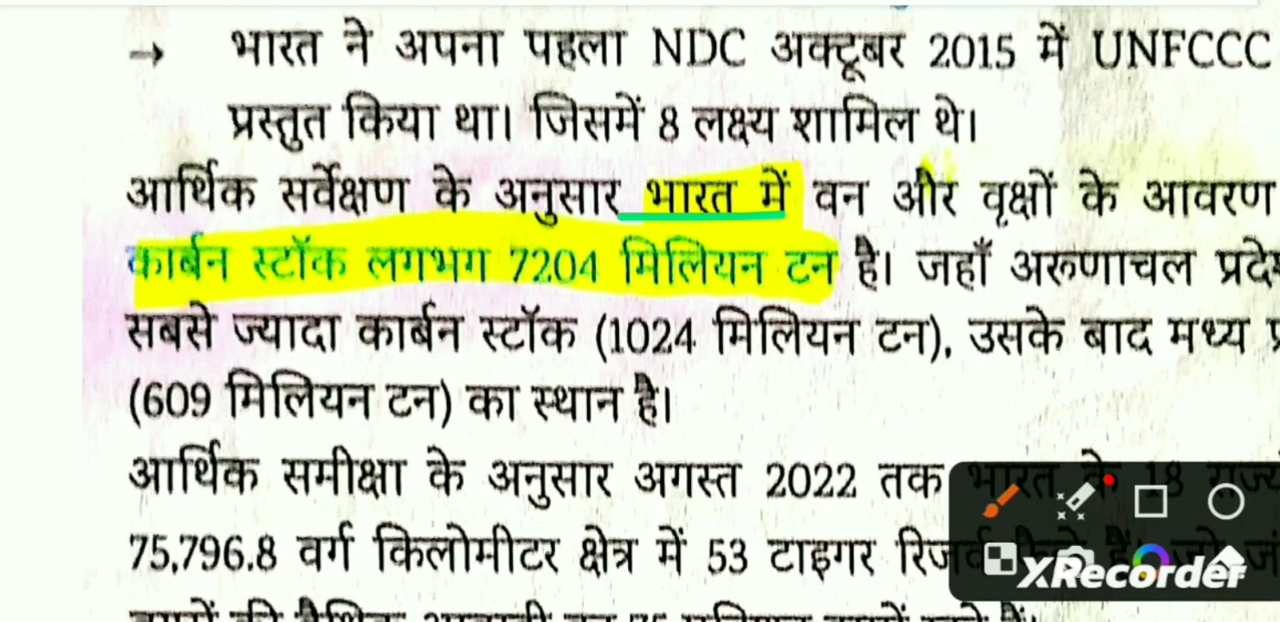 → भारत ने अपना पहला NDC अक्टूबर 2015 में UNFCCC
प्रस्तुत किया था। जिसमें 8 लक्ष्य शामिल थे।
आर्थिक सर्वेक्षण के अनुसार भारत में वन और वृक्षों के आवरण
कार्बन स्टॉक लगभग 7204 मिलियन टन है। जहाँ अरुणाचल
सबसे ज्यादा कार्बन स्टॉक (1024 मिलियन टन), उसके बाद मध्य
(609 मिलियन टन) का स्थान है।
आर्थिक समीक्षा के अनुसार अगस्त 2022 तक भारत के 18
75,796.8 वर्ग किलोमीटर क्षेत्र में 53 टाइगर
XRecorder